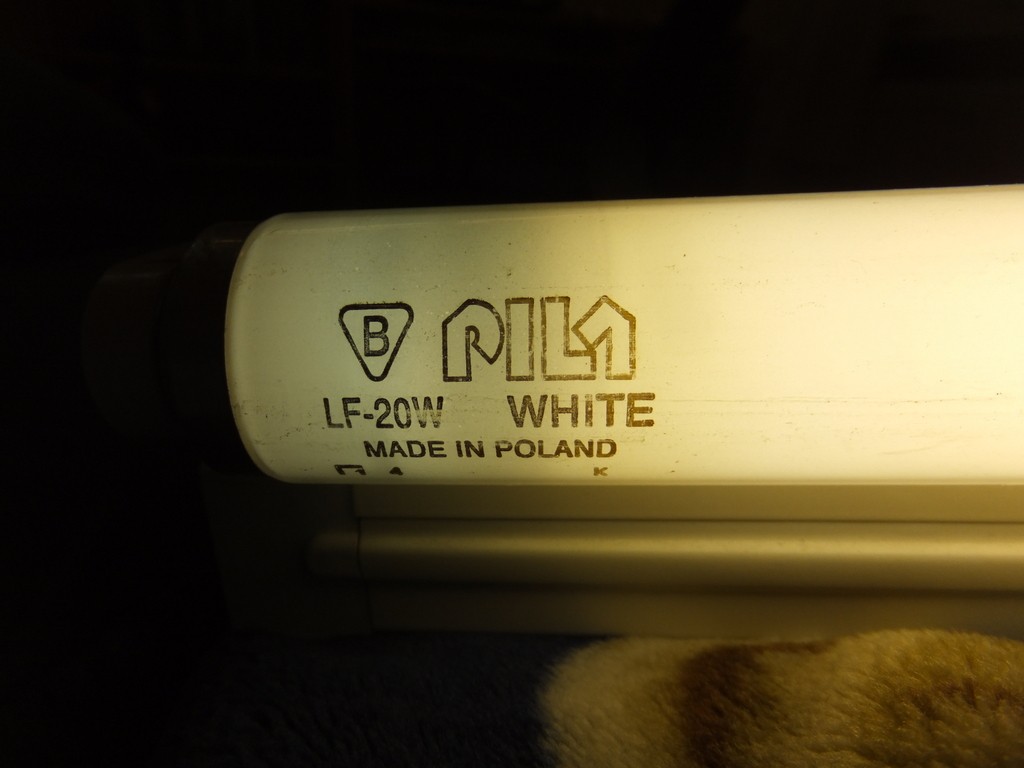 B PILA
LF-20W WHITE
MADE IN POLAND